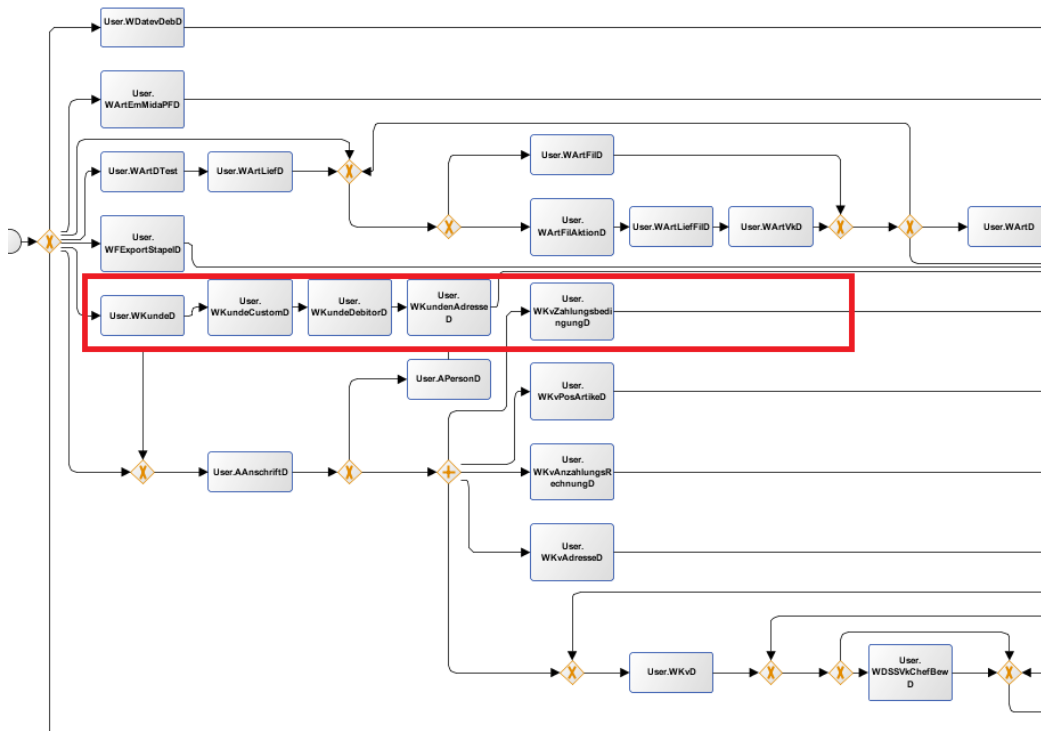 User.WDatevDebD
User.
WArtEmMidaPFD
User.WArtDTest
User.WArtLiefD
User.WArtFilD
User.
WArtFilAktionD
User.WArtLiefFilD
User.WArtVkD
User.WArtD
User.
WFExportStapelD
User.WKundeD
User.
WKundeCustomD
User.
WKundeDebitorD
User.
WKundenAdresse
D
User.
WKvZahlungsbedi
ngungD
User.APersonD
User.
WKvPosArtikeD
User.AAnschriftD
User.
WKvAnzahlungsR
echnungD
User.
WKvAdresseD
User.WKvD
User.
WDSSVkChefBew
D